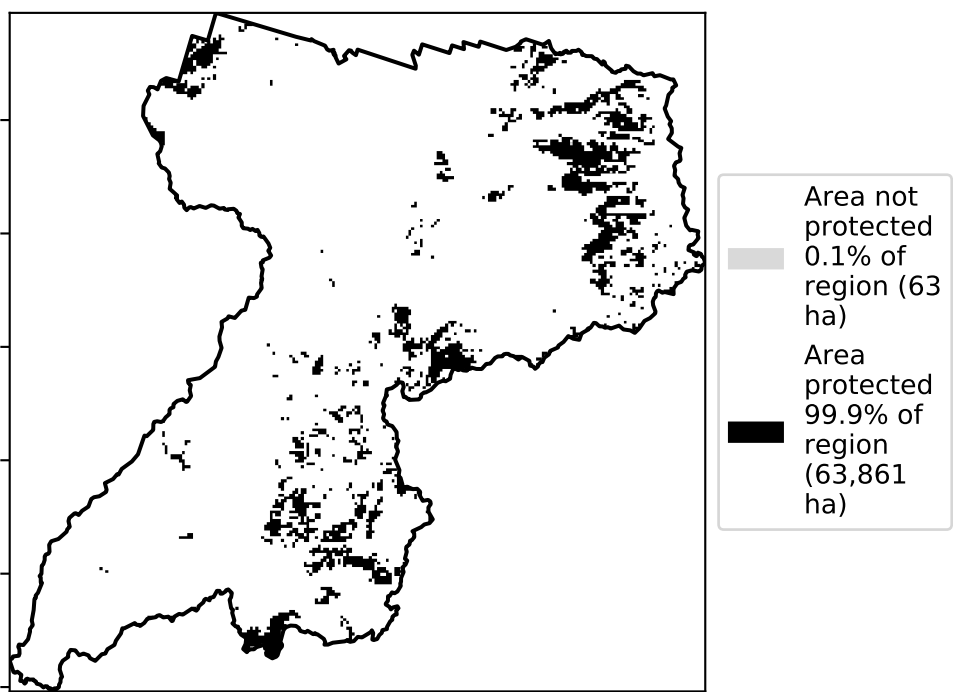 Area not
protected
0.1% of
region (63
ha)
Area
protected
99.9% of
region
(63,861
ha)